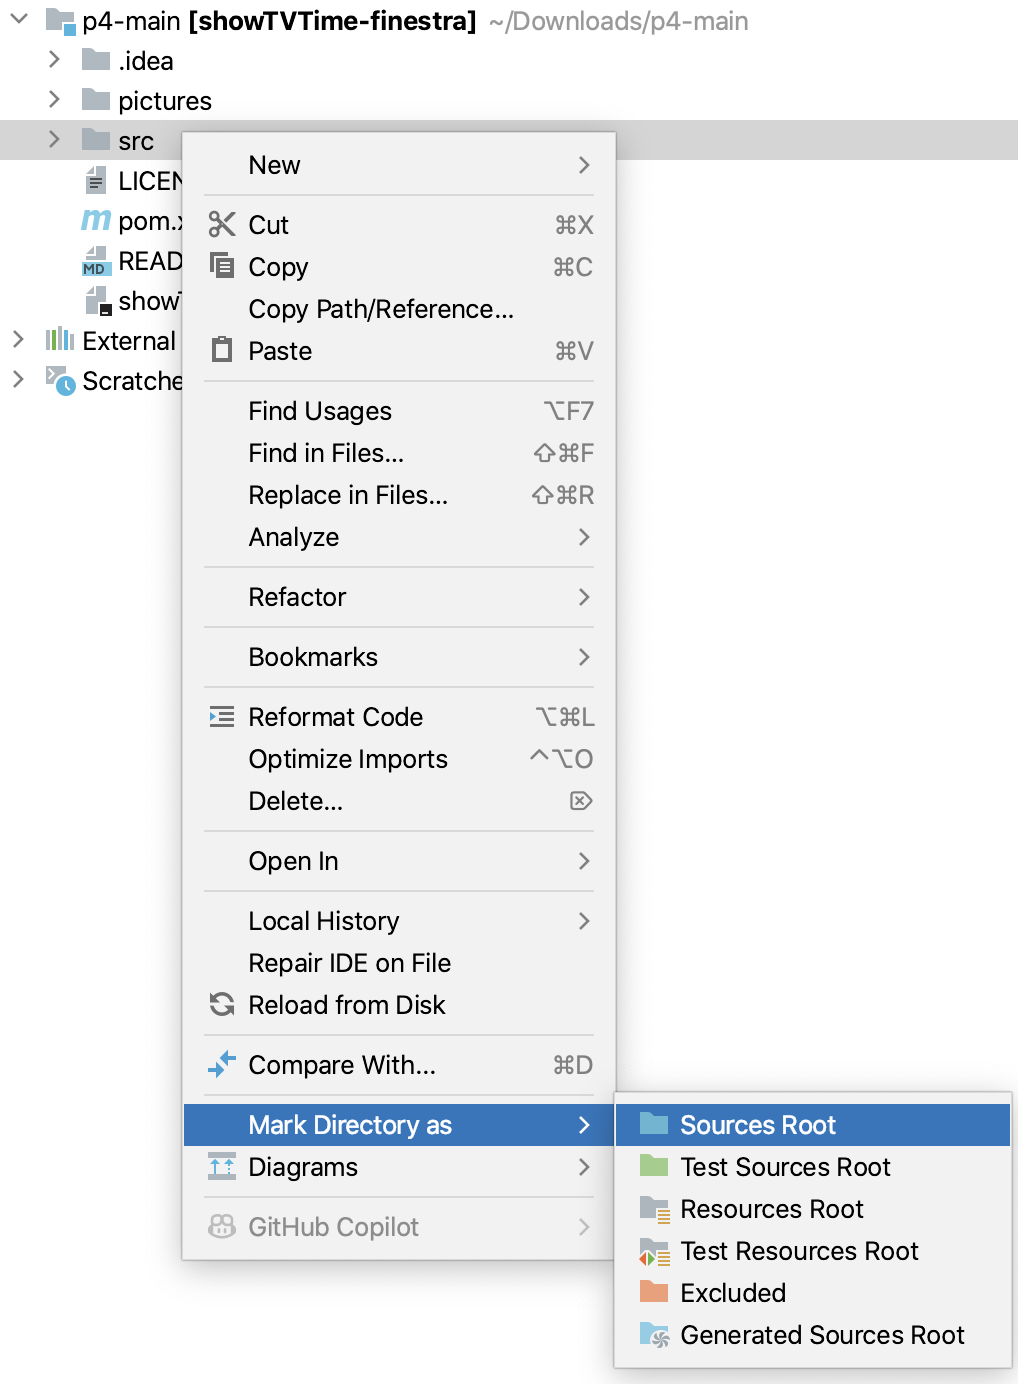 p4-main [showTVTime-finestra] ~/Downloads/p4-main
.idea
pictures
src
New
LICEN
Cut ⌘X
pom.x
READ
MD
Copy ⌘C
show
Copy Path/Reference...
External
Paste ⌘V
Scratche
Find Usages ⌥F7
Find in Files... ⇧⌘F
Replace in Files... ⇧⌘R
Analyze
Refactor
Bookmarks
Reformat Code ⌥⌘L
Optimize Imports ^⌥O
Delete... ⌦
Open In
Local History
Repair IDE on File
Reload from Disk
Compare With... ⌘D
Mark Directory as
Sources Root
Diagrams
Test Sources Root
Resources Root
GitHub Copilot
Test Resources Root
Excluded
Generated Sources Root